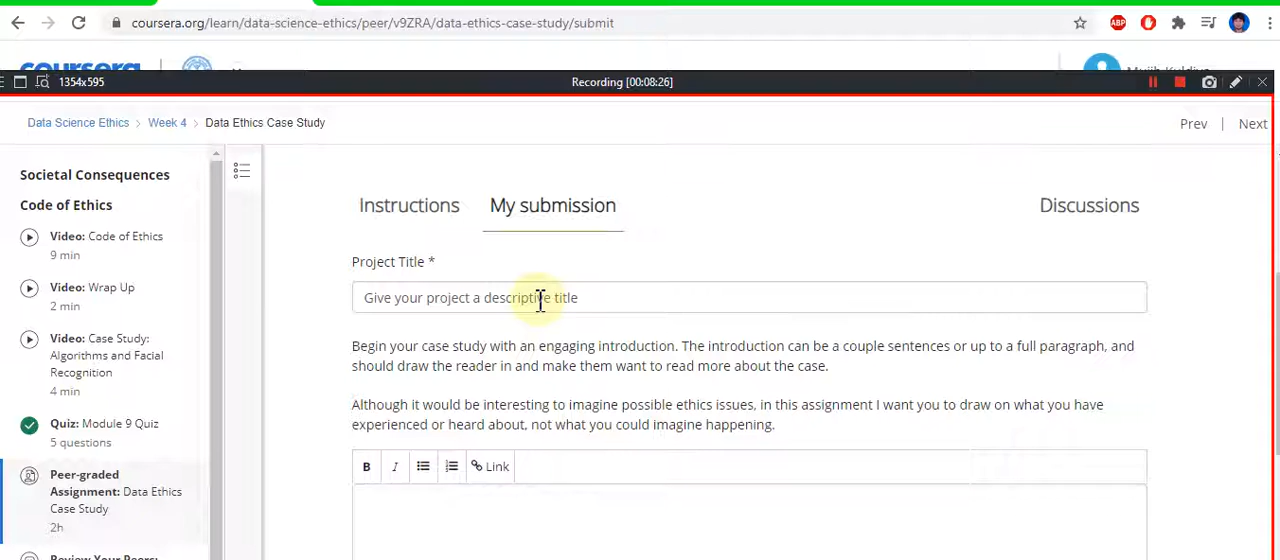 coursera.org/learn/data-science-ethics/peer/v9ZRA/data-ethics-case-study/submit
ABP
coursera
1354x595
Recording [00:08:26]
Data Science Ethics > Week 4 > Data Ethics Case Study
Prev | Next
Societal Consequences
Code of Ethics
Video: Code of Ethics
9 min
Video: Wrap Up
2 min
Video: Case Study:
Algorithms and Facial
Recognition
4 min
Quiz: Module 9 Quiz
5 questions
Peer-graded
Assignment: Data Ethics
Case Study
2h
Review Your Peers:
Instructions
My submission
Discussions
Project Title *
Give your project a descriptive title
Begin your case study with an engaging introduction. The introduction can be a couple sentences or up to a full paragraph, and
should draw the reader in and make them want to read more about the case.
Although it would be interesting to imagine possible ethics issues, in this assignment I want you to draw on what you have
experienced or heard about, not what you could imagine happening.
B I Link